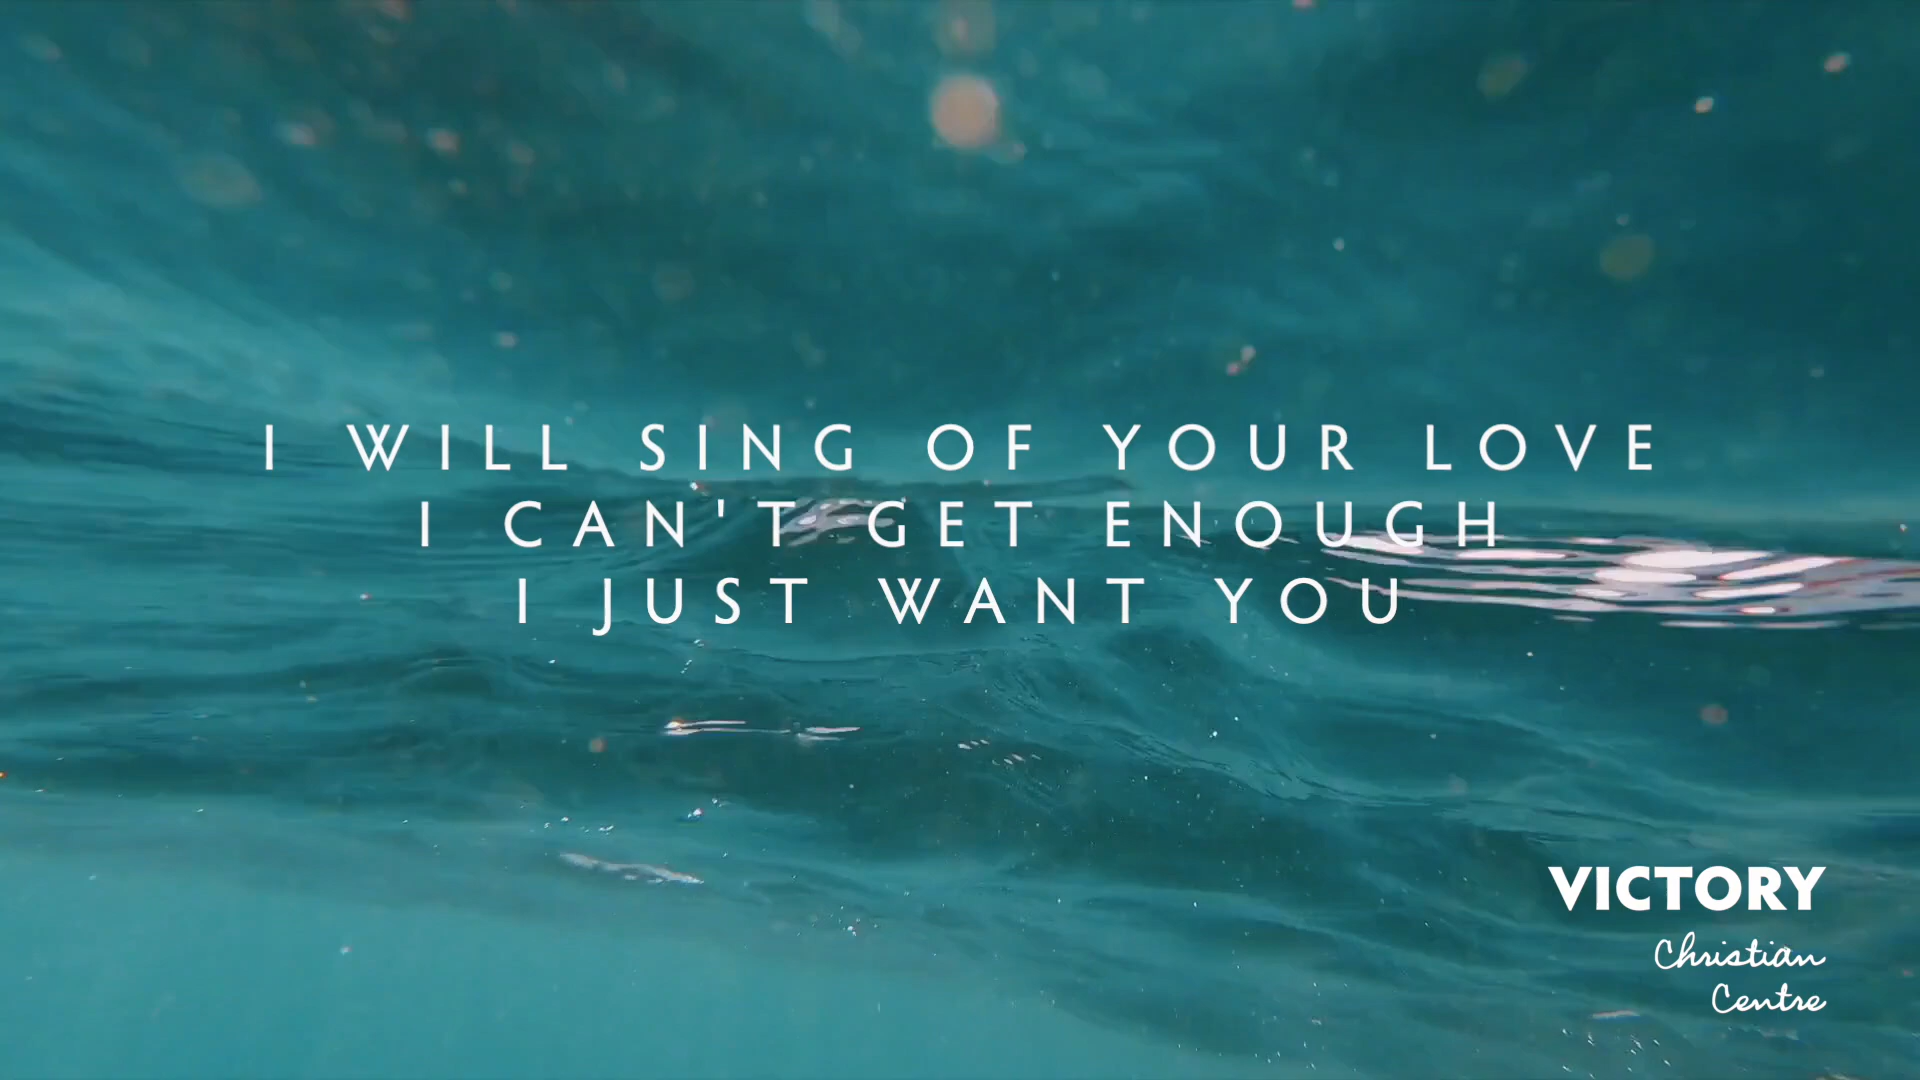 I WILL SING OF YOUR LOVE
I CAN'T GET ENOUGH
I JUST WANT YOU
VICTORY
Christian
Centre